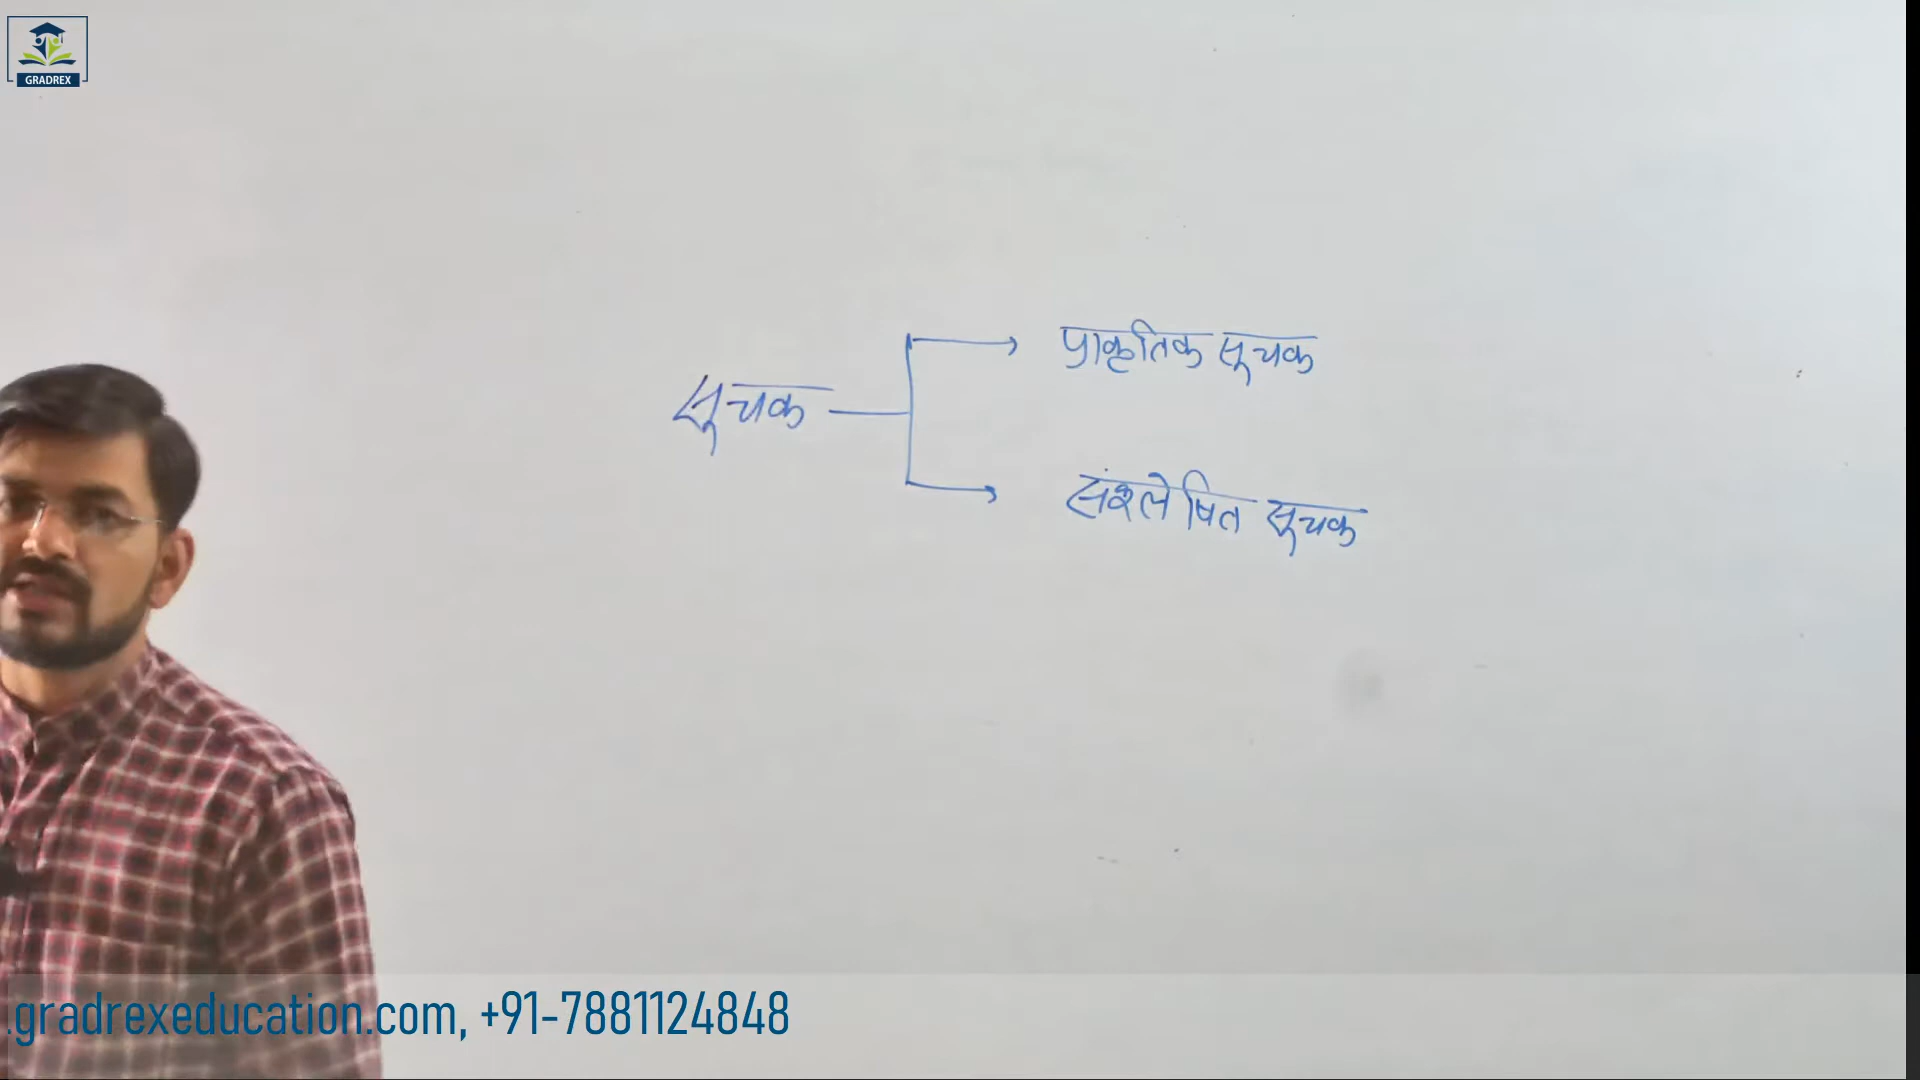 GRADREX
प्राकृतिक सूचक
सूचक
संश्लेषित सूचक
.gradrexeducation.com, +91-7881124848